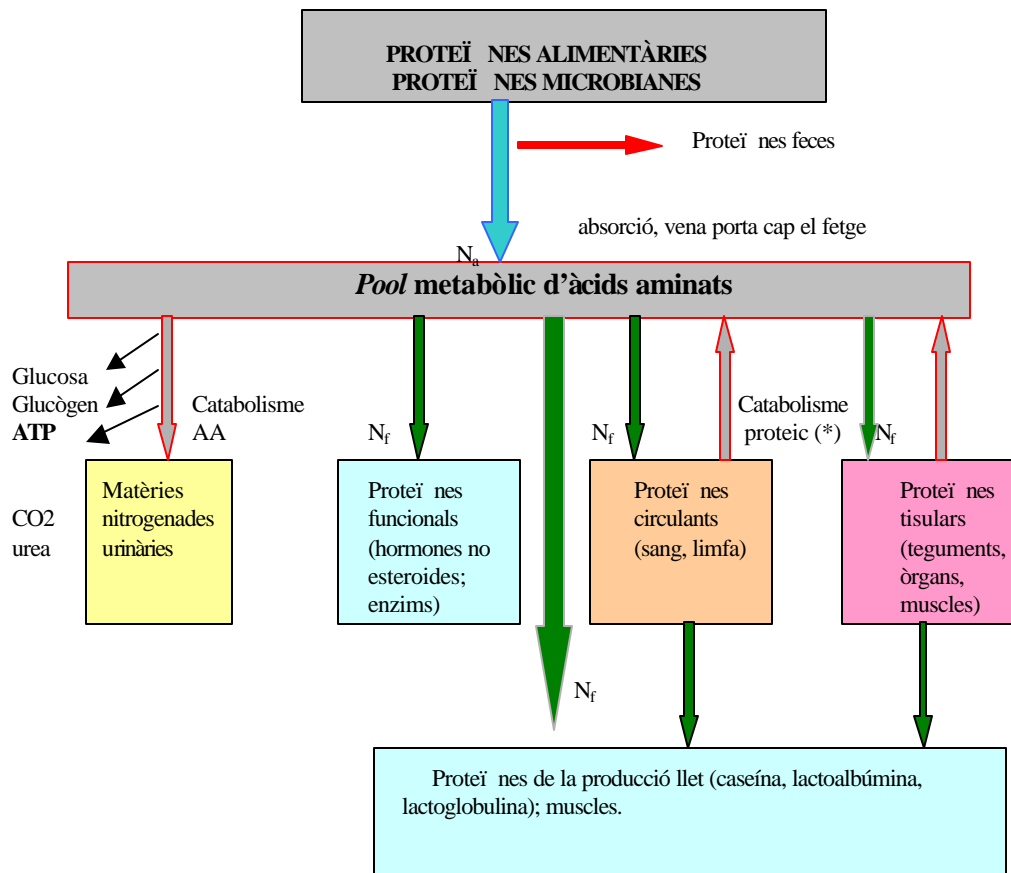 PROTEÏ NES ALIMENTÀRIES
PROTEÏ NES MICROBIANES
Proteï nes feces
absorció, vena porta cap el fetge
Na
Pool metabòlic d'àcids aminats
Glucosa
Glucògen
ATP
Catabolisme
AA
Nf
Nf
Catabolisme
proteic (*)
Nf
CO2
urea
Matèries
nitrogenades
urinàries
Proteï nes
funcionals
(hormones no
esteroides;
enzims)
Proteï nes
circulants
(sang, limfa)
Proteï nes
tisulars
(teguments,
òrgans,
muscles)
Nf
Proteï nes de la producció llet (caseína, lactoalbúmina,
lactoglobulina); muscles.